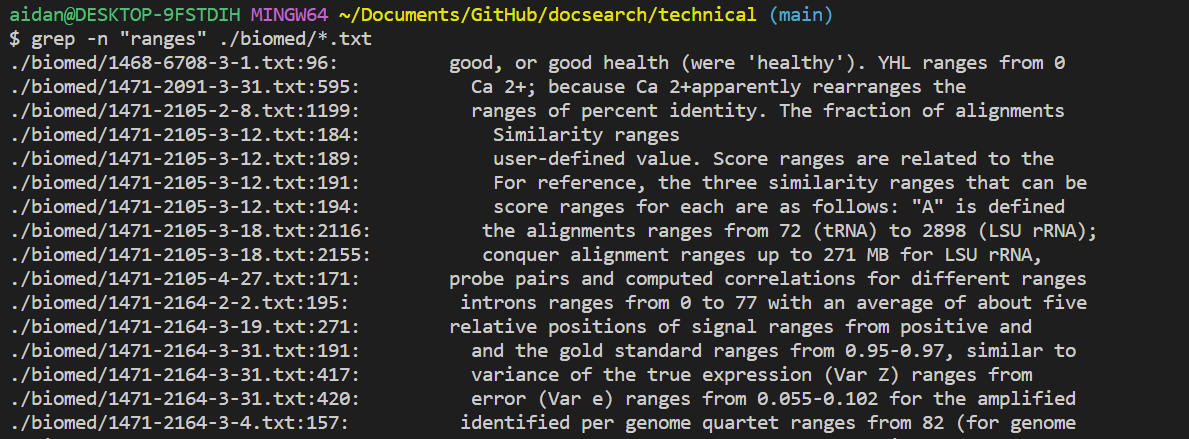 aidan@DESKTOP-9FSTDIH MINGW64 ~/Documents/GitHub/docsearch/technical (main)
$ grep -n "ranges" ./biomed/*.txt
./biomed/1468-6708-3-1.txt:96:          good, or good health (were 'healthy'). YHL ranges from 0
./biomed/1471-2091-3-31.txt:595:          Ca 2+; because Ca 2+apparently rearranges the
./biomed/1471-2105-2-8.txt:1199:          ranges of percent identity. The fraction of alignments
./biomed/1471-2105-3-12.txt:184:            Similarity ranges
./biomed/1471-2105-3-12.txt:189:            user-defined value. Score ranges are related to the
./biomed/1471-2105-3-12.txt:191:            For reference, the three similarity ranges that can be
./biomed/1471-2105-3-12.txt:194:            score ranges for each are as follows: "A" is defined
./biomed/1471-2105-3-18.txt:2116:          the alignments ranges from 72 (tRNA) to 2898 (LSU rRNA);
./biomed/1471-2105-3-18.txt:2155:          conquer alignment ranges up to 271 MB for LSU rRNA,
./biomed/1471-2105-4-27.txt:171:        probe pairs and computed correlations for different ranges
./biomed/1471-2164-2-2.txt:195:          introns ranges from 0 to 77 with an average of about five
./biomed/1471-2164-3-19.txt:271:        relative positions of signal ranges from positive and
./biomed/1471-2164-3-31.txt:191:          and the gold standard ranges from 0.95-0.97, similar to
./biomed/1471-2164-3-31.txt:417:          variance of the true expression (Var Z) ranges from
./biomed/1471-2164-3-31.txt:420:          error (Var e) ranges from 0.055-0.102 for the amplified
./biomed/1471-2164-3-4.txt:157:          identified per genome quartet ranges from 82 (for genome